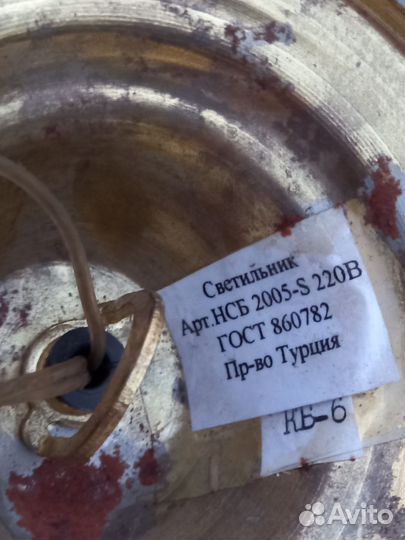 Светильник
Арт.НСБ 2005-S 220В
ГОСТ 860782
Пр-во Турция
КБ-6
Avito